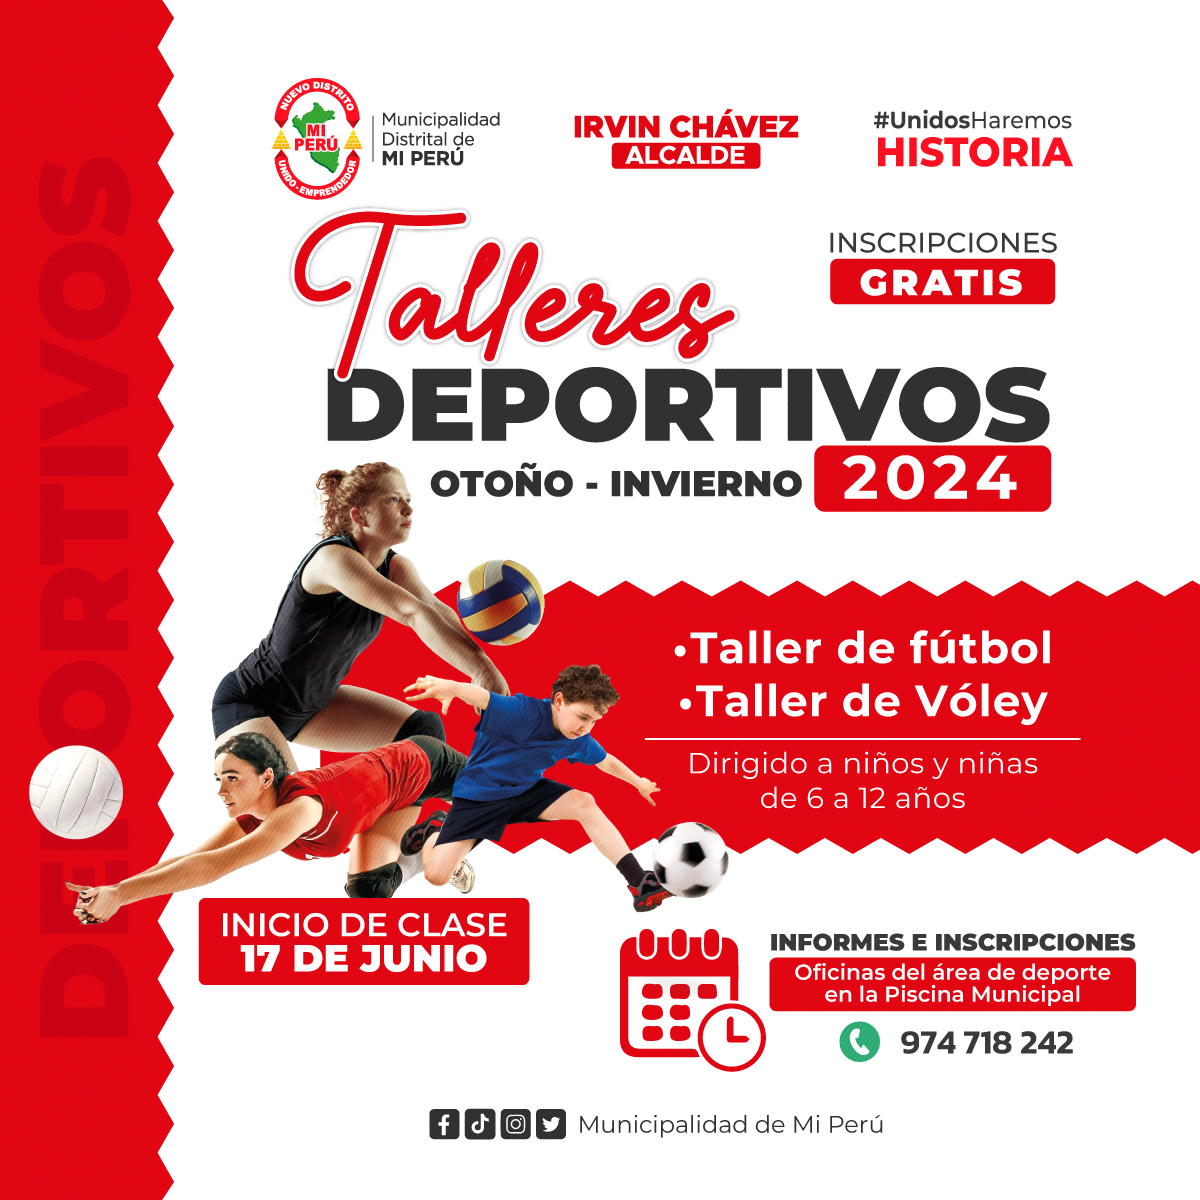 NUEVO DISTRITO
MI
PERÚ
UNIDO - EMPRENDEDOR
Municipalidad
Distrital de
MI PERÚ
IRVIN CHÁVEZ
ALCALDE
#UnidosHaremos
HISTORIA
INSCRIPCIONES
GRATIS
Talleres
DEPORTIVOS
OTOÑO - INVIERNO 2024
DEPORTIVOS
•Taller de fútbol
•Taller de Vóley
Dirigido a niños y niñas
de 6 a 12 años
INICIO DE CLASE
17 DE JUNIO
INFORMES E INSCRIPCIONES
Oficinas del área de deporte
en la Piscina Municipal
974 718 242
Municipalidad de Mi Perú